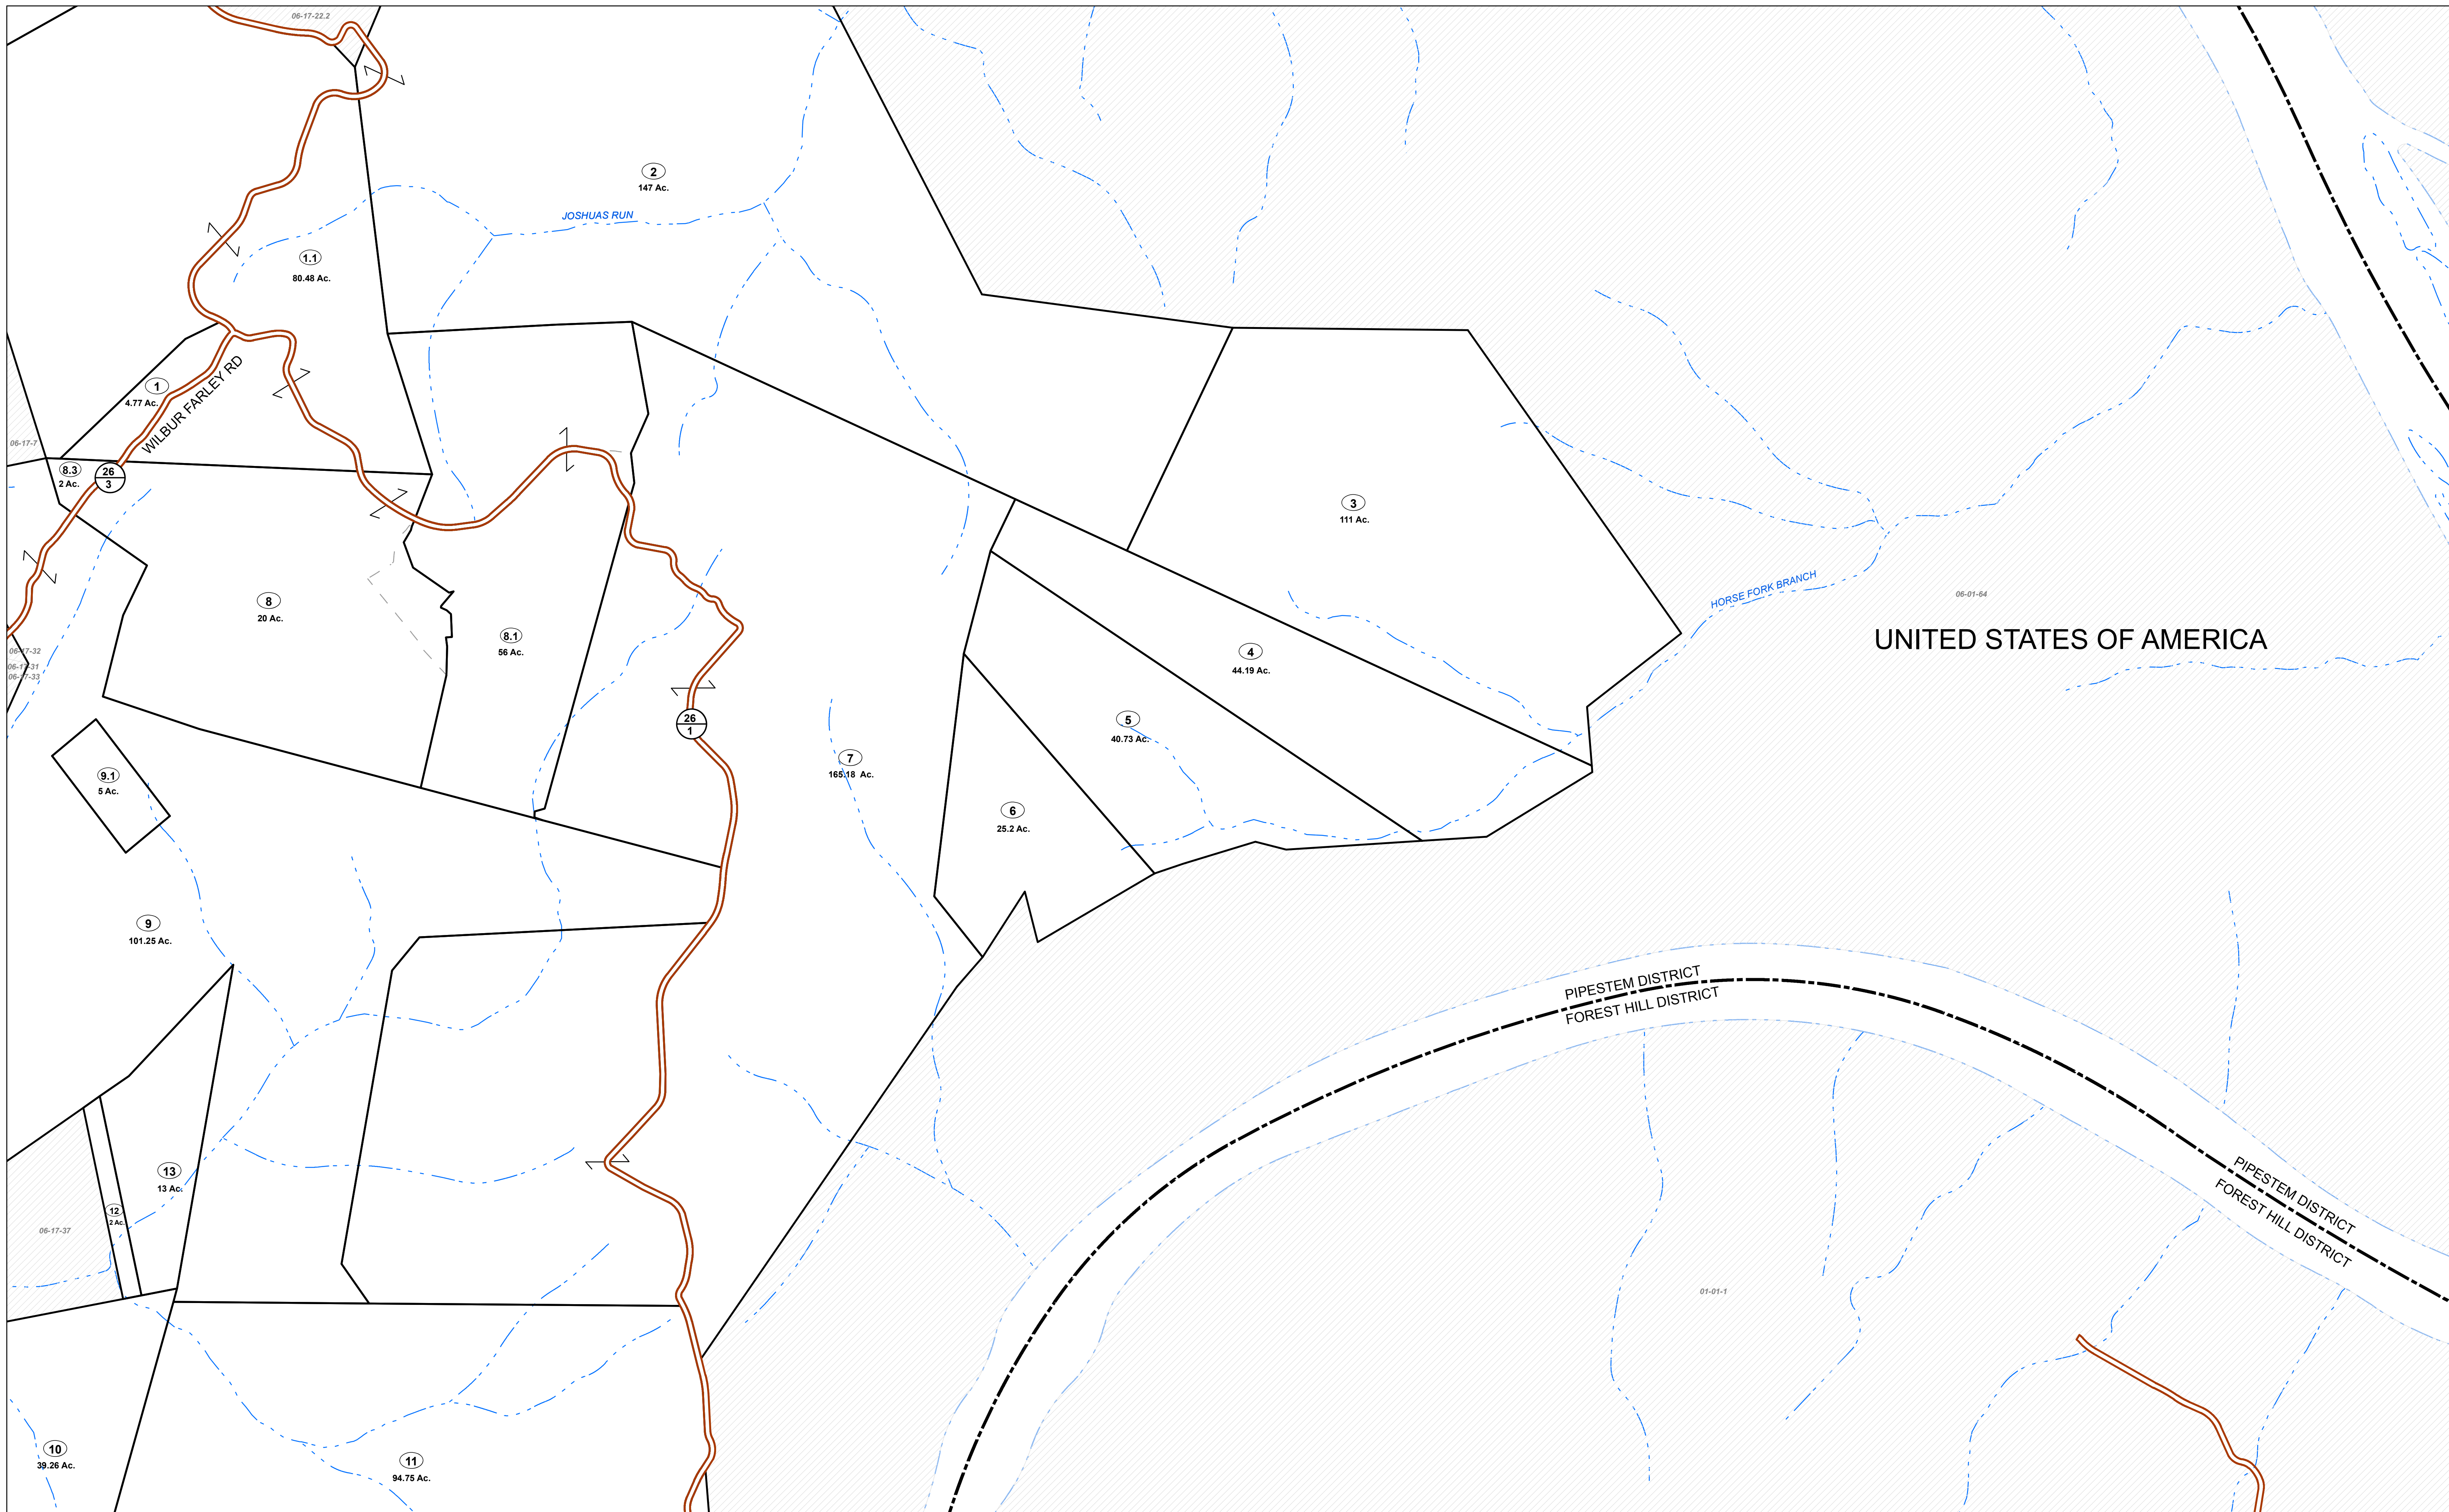 06-17-22.2
2
147 Ac.
JOSHUAS RUN
1.1
80.48 Ac.
1
4.77 Ac.
WILBUR FARLEY RD
06-17-7
8.3
2 Ac.
26
3
3
111 Ac.
HORSE FORK BRANCH
06-01-64
UNITED STATES OF AMERICA
8
20 Ac.
8.1
56 Ac.
4
44.19 Ac.
06-17-32
06-17-31
06-17-33
26
1
5
40.73 Ac.
7
165.18 Ac.
9.1
5 Ac.
6
25.2 Ac.
9
101.25 Ac.
PIPESTEM DISTRICT
FOREST HILL DISTRICT
13
13 Ac.
12
2 Ac.
06-17-37
PIPESTEM DISTRICT
FOREST HILL DISTRICT
01-01-1
10
39.26 Ac.
11
94.75 Ac.